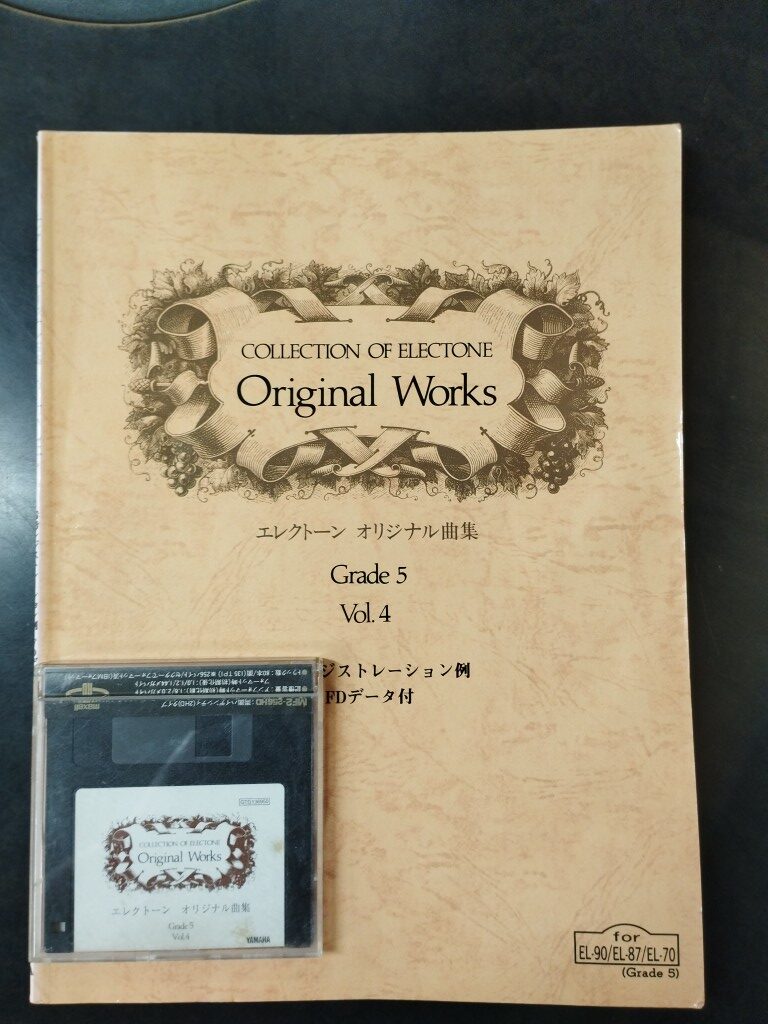 COLLECTION OF ELECTONE
Original Works
エレクトーン オリジナル曲集
Grade 5
Vol. 4
ジストレーション例
FDデータ付
for
EL-90/EL-87/EL-70
(Grade 5)
maxell
MF2-256HD
COLLECTION OF ELECTONE
Original Works
エレクトーン オリジナル曲集
Grade 5
Vol.4
YAMAHA